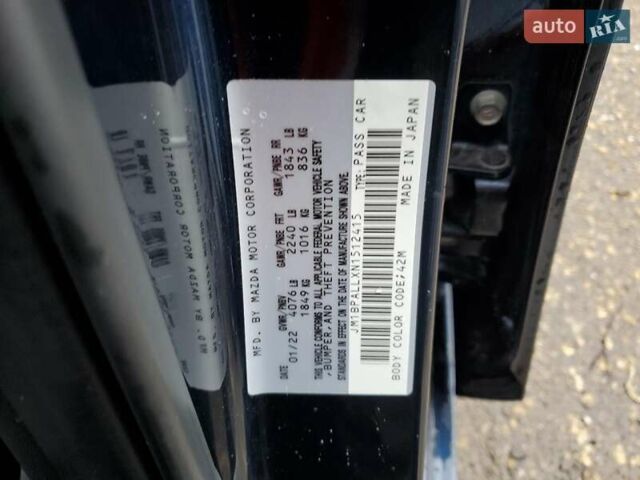 auto RIA
MFD. BY MAZDA MOTOR CORPORATION
DATE GVWR/PNBV GAWR/PNBE FRT GAWR/PNBE RR
01/22 4076 LB 2240 LB 1843 LB
1849 KG 1016 KG 836 KG
THIS VEHICLE CONFORMS TO ALL APPLICABLE FEDERAL MOTOR VEHICLE SAFETY
,BUMPER,AND THEFT PREVENTION
STANDARDS IN EFFECT ON THE DATE OF MANUFACTURE SHOWN ABOVE.
JM1BPALLXN1512415 TYPE: PASS CAR
BODY COLOR CODE;42M MADE IN JAPAN